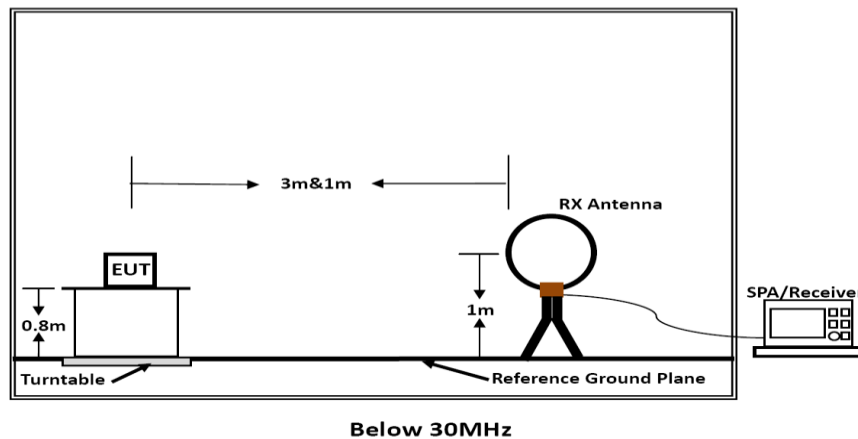 3m&1m
RX Antenna
EUT
SPA/Receiver
0.8m
1m
Turntable
Reference Ground Plane
Below 30MHz